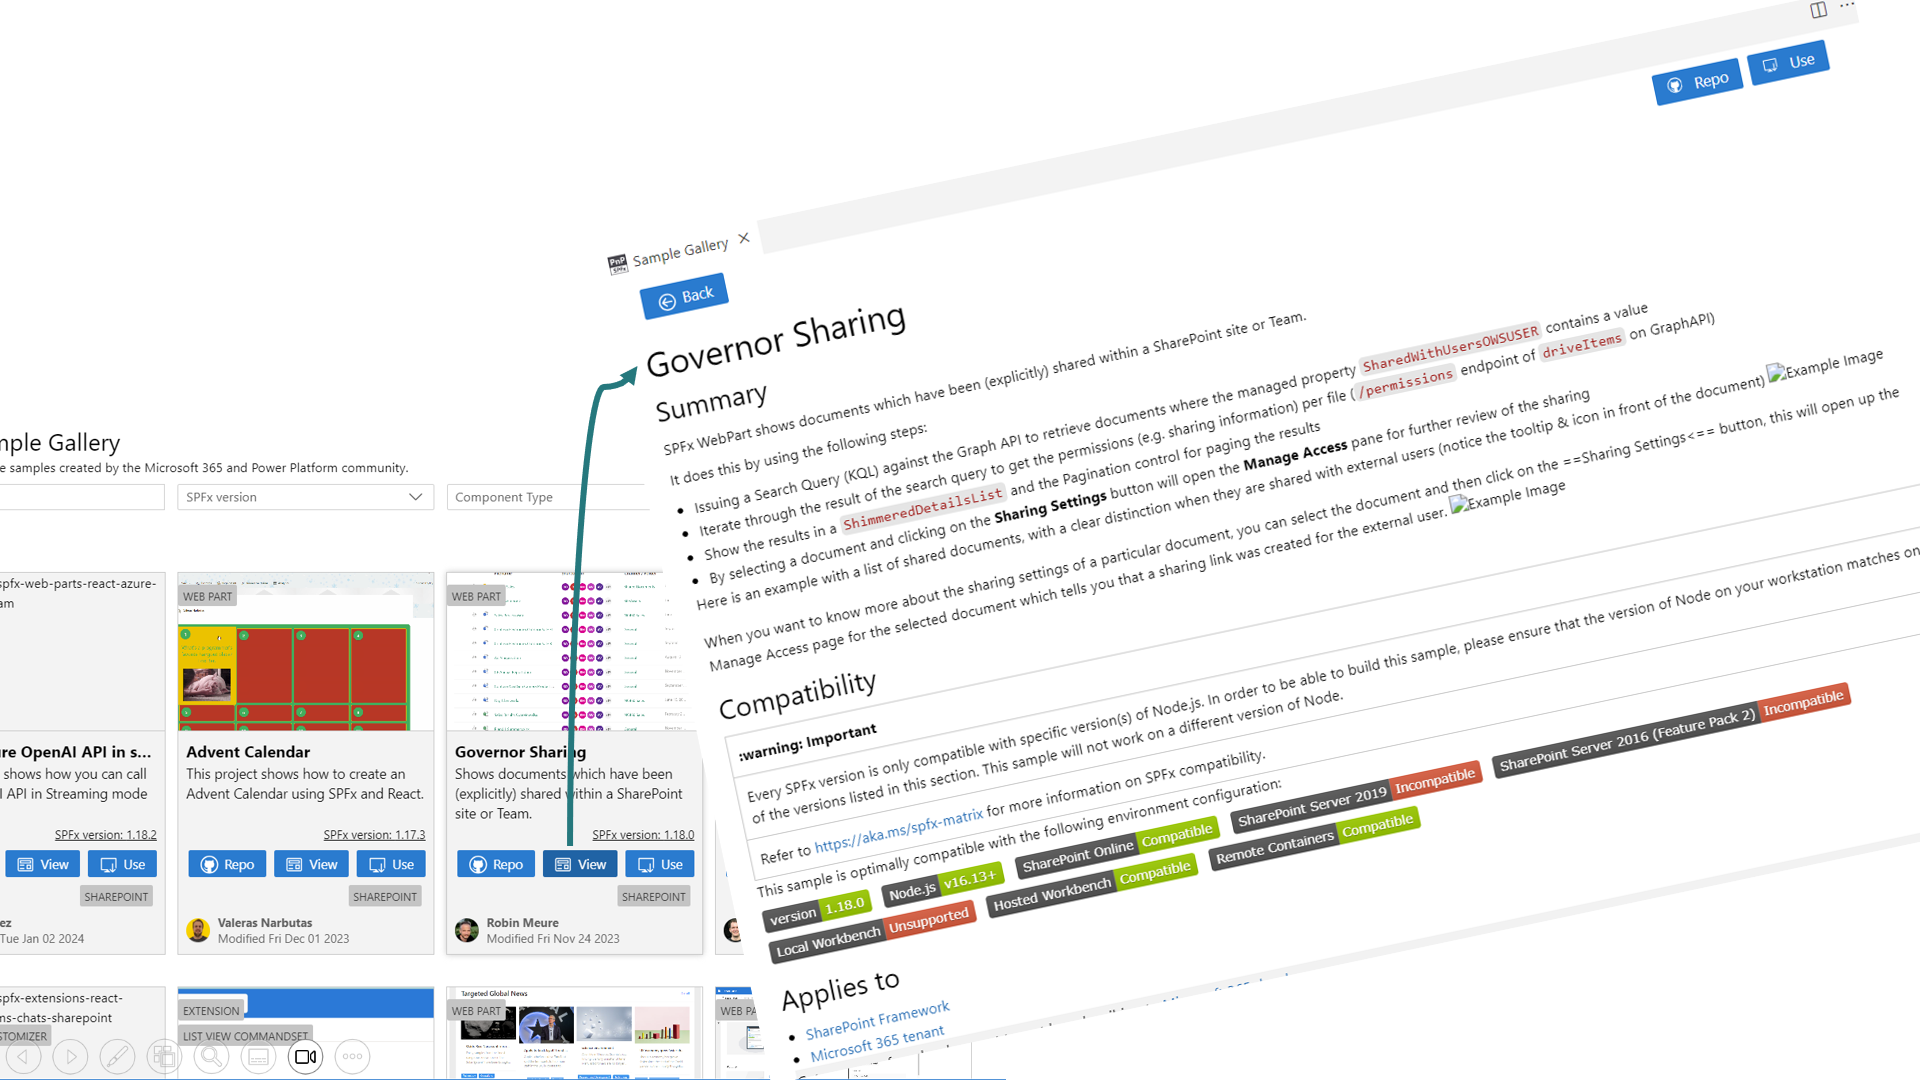 Repo
Use
PnP
SPFx
Sample Gallery
Back
Governor Sharing
Summary
SPFx WebPart shows documents which have been (explicitly) shared within a SharePoint site or Team.
It does this by using the following steps:
Issuing a Search Query (KQL) against the Graph API to retrieve documents where the managed property SharedWithUsersOWSUSER contains a value
Iterate through the result of the search query to get the permissions (e.g. sharing information) per file (/permissions endpoint of driveItems on GraphAPI)
Show the results in a ShimmeredDetailsList and the Pagination control for paging the results
By selecting a document and clicking on the Sharing Settings button will open the Manage Access pane for further review of the sharing
Here is an example with a list of shared documents, with a clear distinction when they are shared with external users (notice the tooltip & icon in front of the document) Example Image
When you want to know more about the sharing settings of a particular document, you can select the document and then click on the ==Sharing Settings<== button, this will open up the
Manage Access page for the selected document which tells you that a sharing link was created for the external user. Example Image
Compatibility
:warning: Important
Every SPFx version is only compatible with specific version(s) of Node.js. In order to be able to build this sample, please ensure that the version of Node on your workstation matches on
of the versions listed in this section. This sample will not work on a different version of Node.
Refer to https://aka.ms/spfx-matrix for more information on SPFx compatibility.
This sample is optimally compatible with the following environment configuration:
version 1.18.0 Node.js v16.13+ SharePoint Online Compatible SharePoint Server 2019 Incompatible SharePoint Server 2016 (Feature Pack 2) Incompatible
Local Workbench Unsupported Hosted Workbench Compatible Remote Containers Compatible
Applies to
SharePoint Framework
Microsoft 365 tenant
mple Gallery
e samples created by the Microsoft 365 and Power Platform community.
SPFx version
Component Type
spfx-web-parts-react-azure-
am
re OpenAI API in s...
shows how you can call
I API in Streaming mode
SPFx version: 1.18.2
View
Use
SHAREPOINT
ez
Tue Jan 02 2024
WEB PART
Advent Calendar
This project shows how to create an
Advent Calendar using SPFx and React.
SPFx version: 1.17.3
Repo
View
Use
SHAREPOINT
Valeras Narbutas
Modified Fri Dec 01 2023
WEB PART
Governor Sharing
Shows documents which have been
(explicitly) shared within a SharePoint
site or Team.
SPFx version: 1.18.0
Repo
View
Use
SHAREPOINT
Robin Meure
Modified Fri Nov 24 2023
spfx-extensions-react-
ms-chats-sharepoint
STOMIZER
EXTENSION
LIST VIEW COMMANDSET
Targeted Global News
WEB PART
WEB PA